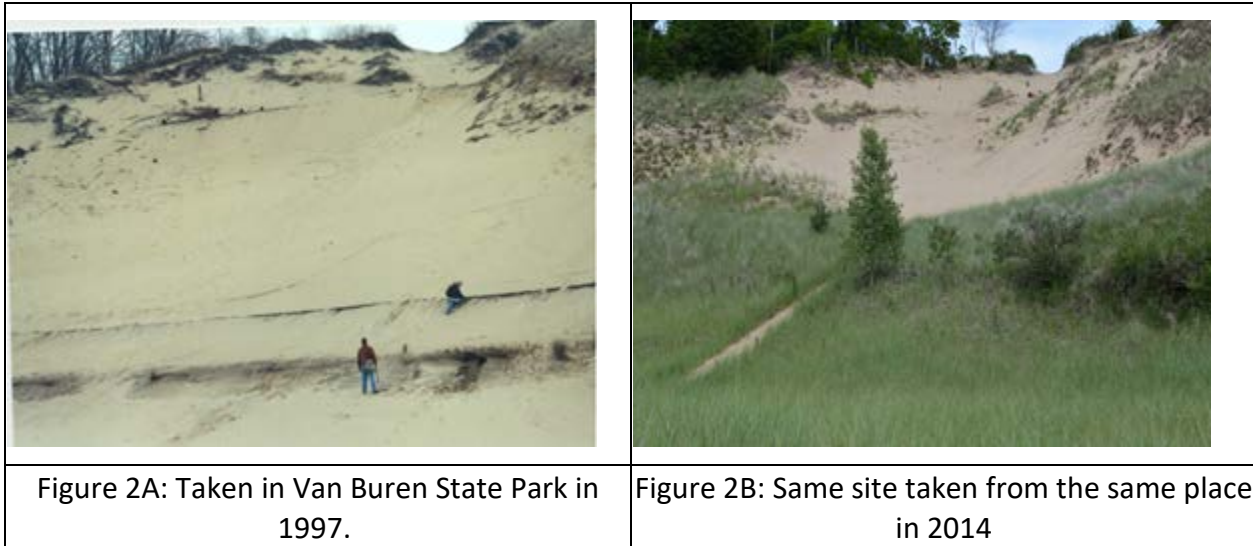 Figure 2A: Taken in Van Buren State Park in
1997.
Figure 2B: Same site taken from the same place
in 2014